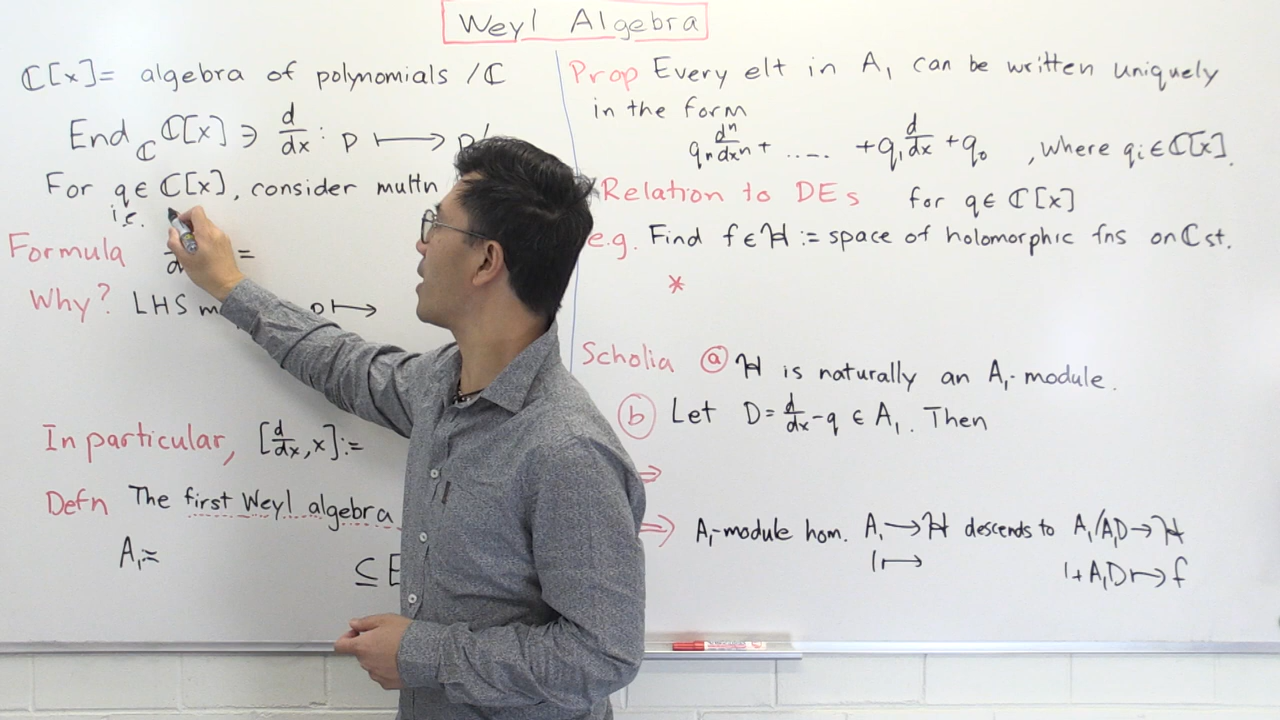 Weyl Algebra
ℂ[x] = algebra of polynomials /ℂ
End_ℂ ℂ[x] ∋ d/dx : p ⟼ p'
For q ∈ ℂ[x], consider multn
i.e.
Formula d =
Why? LHS p ⟼
In particular, [d/dx, x] :=
Defn The first Weyl algebra
A₁ :=
⊆ E
Prop Every elt in A₁ can be written uniquely
in the form
qₙ dⁿ/dxⁿ + ..... + q₁ d/dx + q₀ , where qᵢ ∈ ℂ[x].
Relation to DEs for q ∈ ℂ[x]
e.g. Find f ∈ ℋ := space of holomorphic fns on ℂ st.
*
Scholia ⓐ ℋ is naturally an A₁-module.
ⓑ Let D = d/dx - q ∈ A₁. Then
⇒
⇒ A₁-module hom. A₁ ⟶ ℋ descends to A₁/A₁D → ℋ
1 ⟼ 1+A₁D ⟼ f